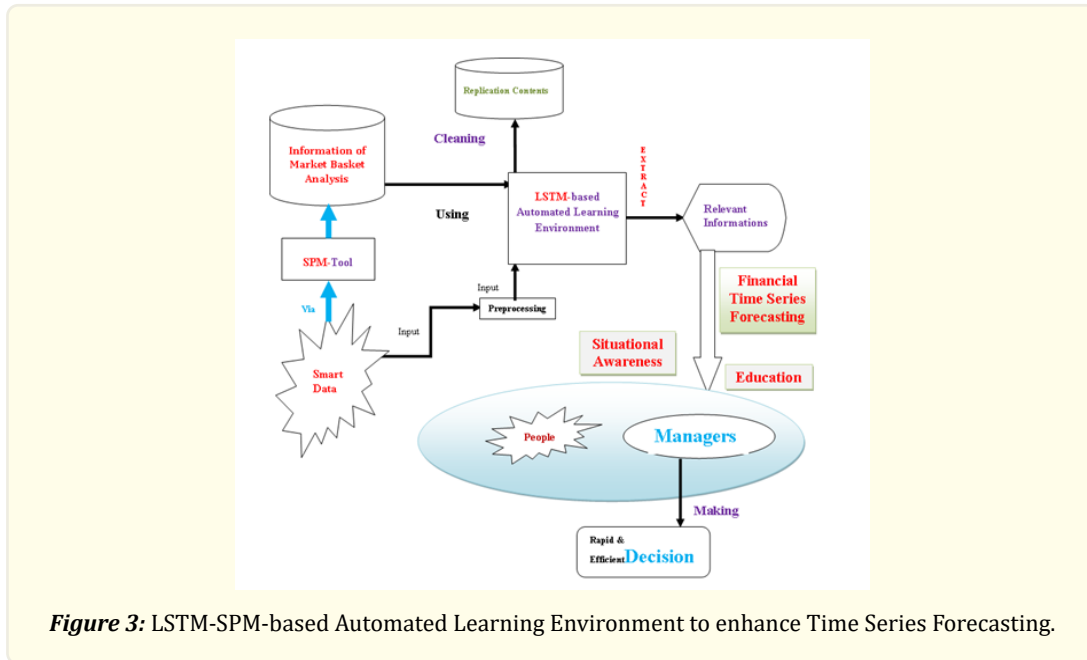 Replication Contents
Cleaning
Information of
Market Basket
Analysis
EXTRACT
LSTM-based
Automated Learning
Environment
Using
Relevant
Informations
SPM-Tool
Via
Input
Preprocessing
Input
Smart
Data
Financial
Time Series
Forecasting
Situational
Awareness
Education
People
Managers
Making
Rapid &
Efficient Decision
Figure 3: LSTM-SPM-based Automated Learning Environment to enhance Time Series Forecasting.